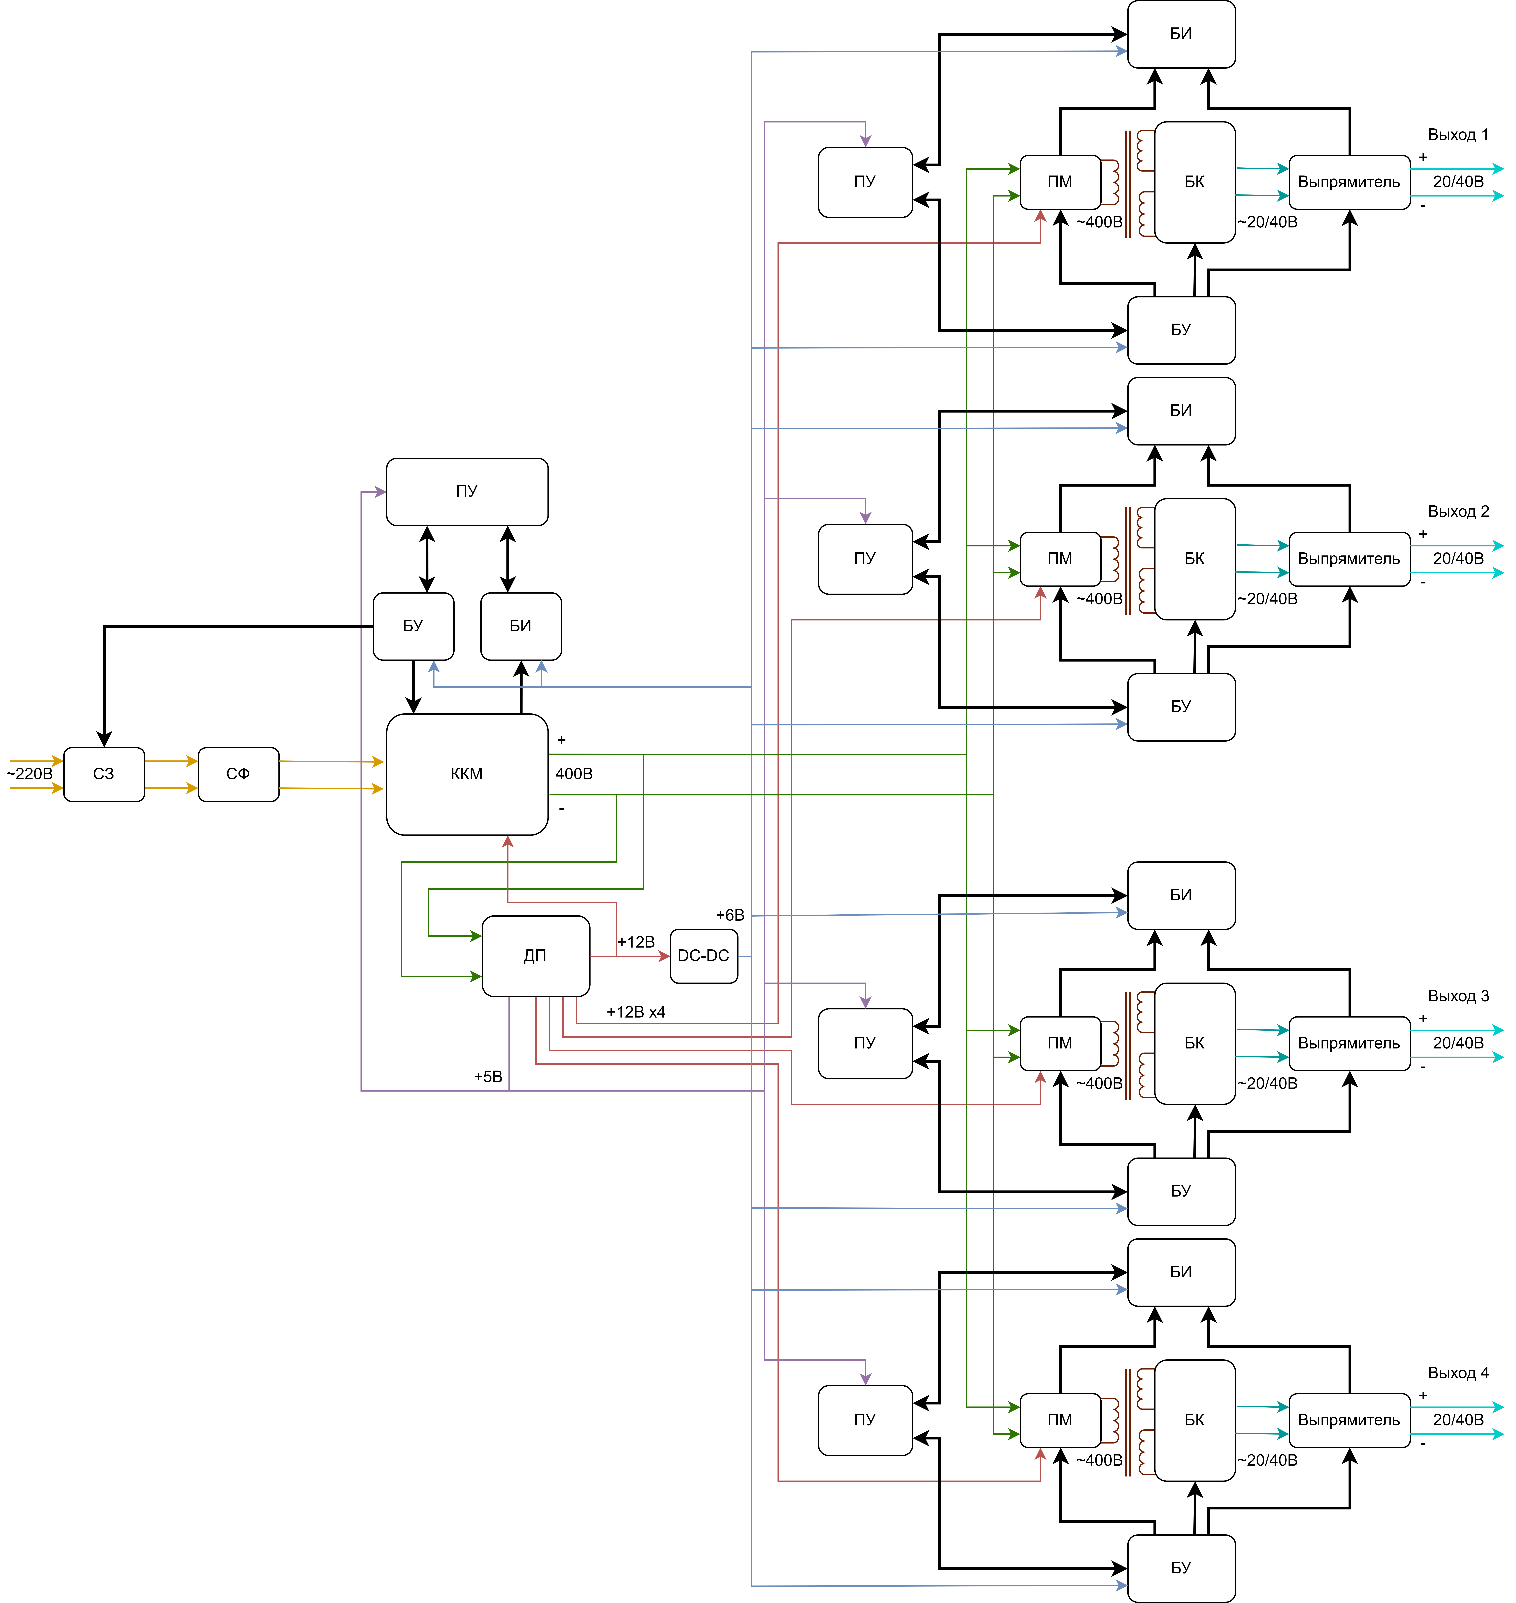 БИ
Выход 1
+
ПУ
ПМ
БК
Выпрямитель
20/40В
-
~400В
~20/40В
БУ
БИ
ПУ
Выход 2
+
ПУ
ПМ
БК
Выпрямитель
20/40В
-
~400В
~20/40В
БУ
БИ
БУ
+
~220В
СЗ
СФ
ККМ
400В
-
БИ
+6В
+12В
ДП
DC-DC
Выход 3
+12В x4
+
ПУ
ПМ
БК
Выпрямитель
20/40В
-
+5В
~400В
~20/40В
БУ
БИ
Выход 4
+
ПУ
ПМ
БК
Выпрямитель
20/40В
-
~400В
~20/40В
БУ